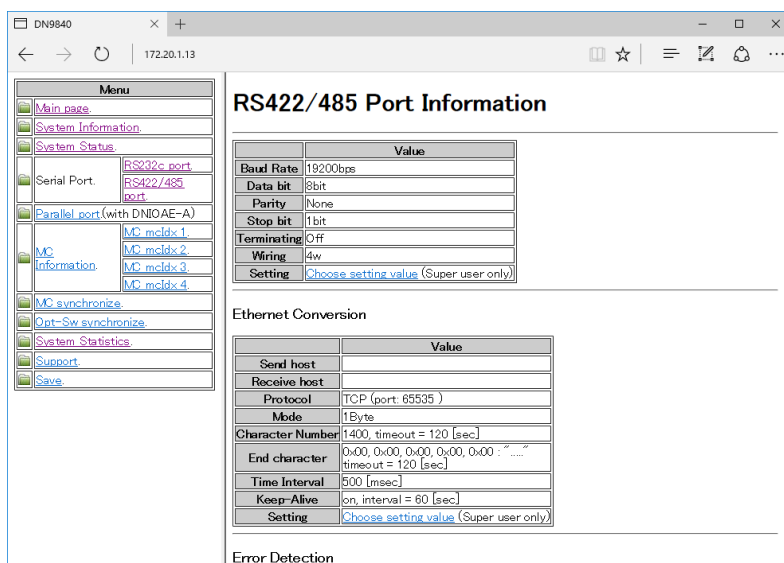 DN9840
172.20.1.13
Menu
Main page.
System Information.
System Status.
Serial Port.
RS232c port.
RS422/485
port.
Parallel port.(with DNIOAE-A)
MC
Information.
MC mcIdx 1.
MC mcIdx 2.
MC mcIdx 3.
MC mcIdx 4.
MC synchronize.
Opt-Sw synchronize.
System Statistics.
Support.
Save.
RS422/485 Port Information
Value
Baud Rate 19200bps
Data bit 8bit
Parity None
Stop bit 1bit
Terminating Off
Wiring 4w
Setting Choose setting value (Super user only)
Ethernet Conversion
Value
Send host
Receive host
Protocol TCP (port: 65535 )
Mode 1Byte
Character Number 1400, timeout = 120 [sec]
End character 0x00, 0x00, 0x00, 0x00, 0x00 : "....."
timeout = 120 [sec]
Time Interval 500 [msec]
Keep-Alive on, interval = 60 [sec]
Setting Choose setting value (Super user only)
Error Detection